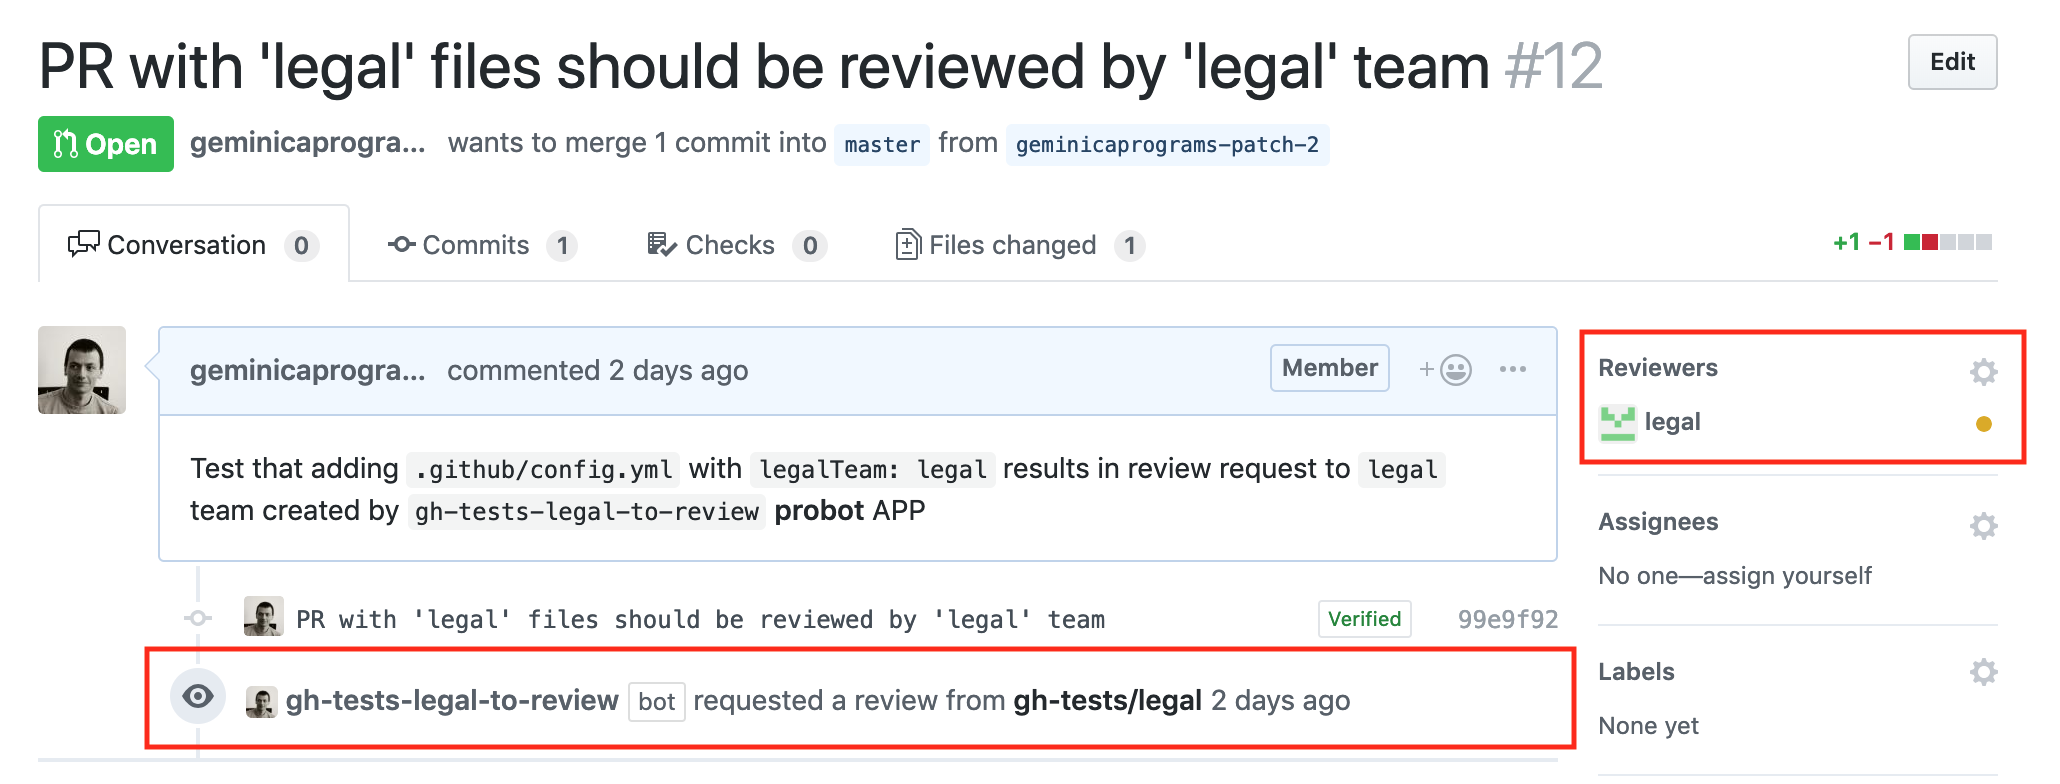 PR with 'legal' files should be reviewed by 'legal' team #12
Edit
Open geminicaprogra... wants to merge 1 commit into master from geminicaprograms-patch-2
Conversation 0 Commits 1 Checks 0 Files changed 1
+1 −1
geminicaprogra... commented 2 days ago
Member
Test that adding .github/config.yml with legalTeam: legal results in review request to legal
team created by gh-tests-legal-to-review probot APP
PR with 'legal' files should be reviewed by 'legal' team
Verified 99e9f92
gh-tests-legal-to-review bot requested a review from gh-tests/legal 2 days ago
Reviewers
legal
Assignees
No one—assign yourself
Labels
None yet